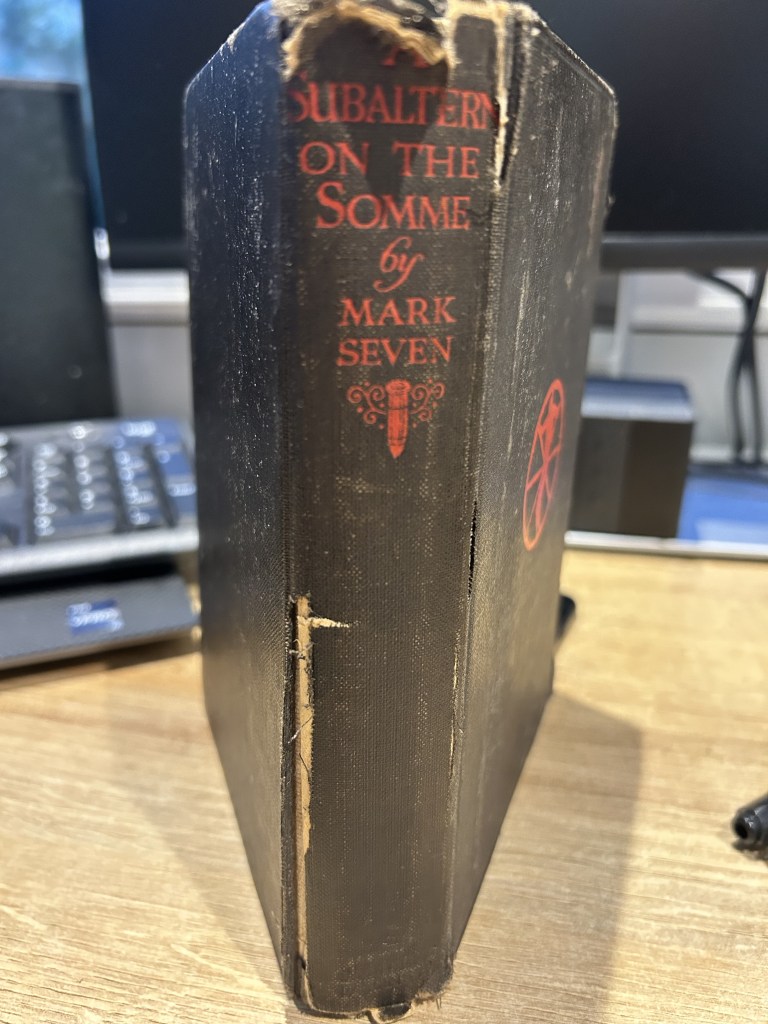 A
SUBALTERN
ON THE
SOMME
by
MARK
SEVEN